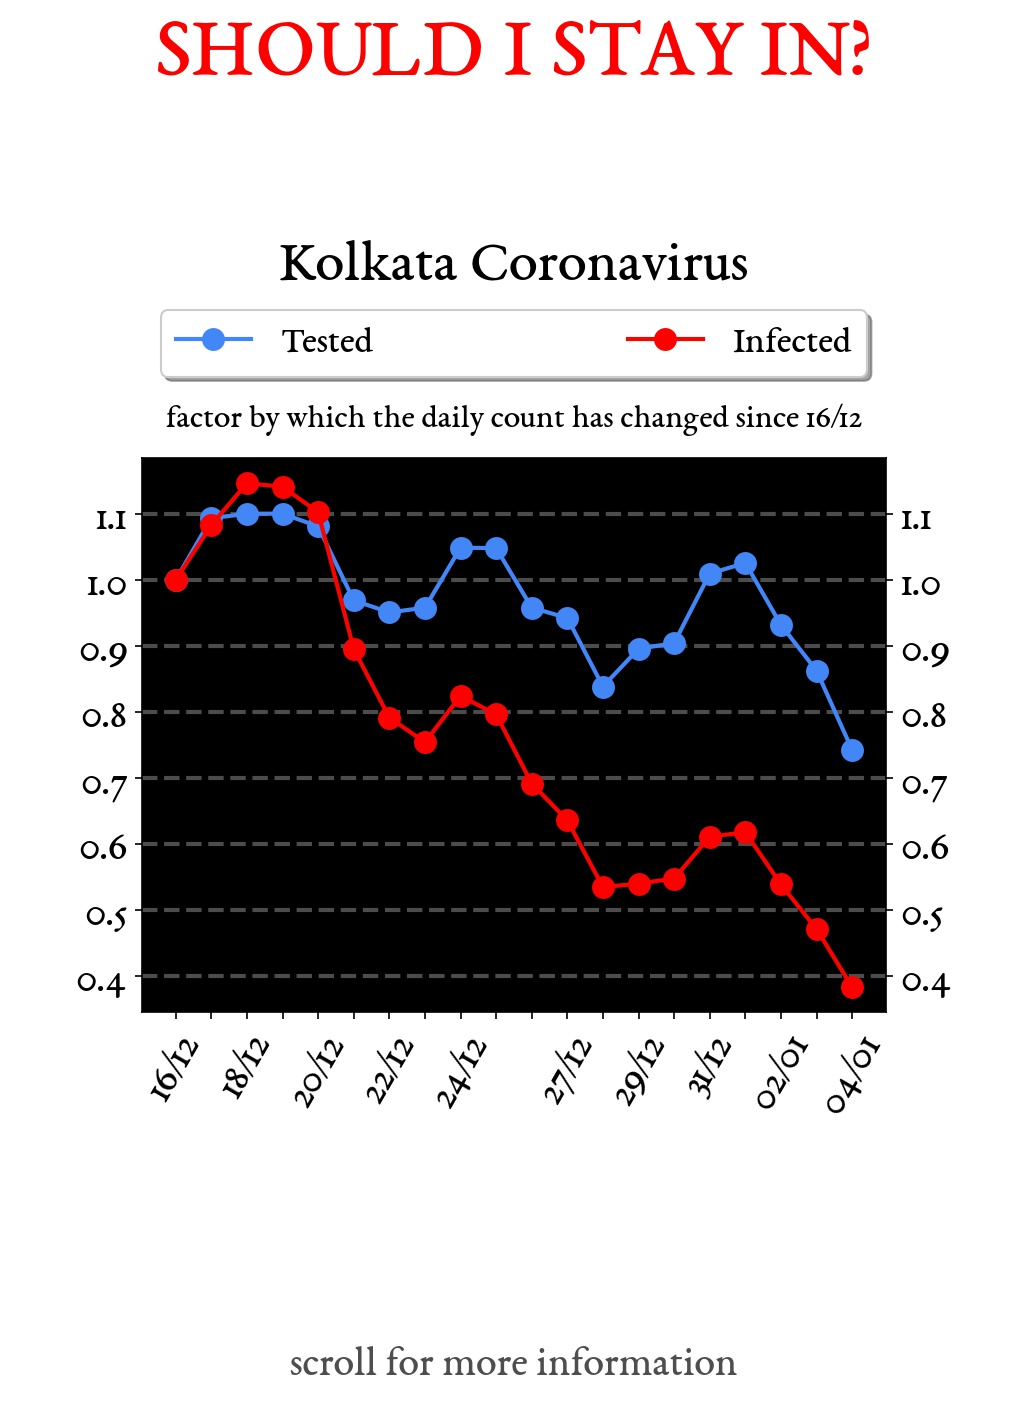 SHOULD I STAY IN?
Kolkata Coronavirus
Tested Infected
factor by which the daily count has changed since 16/12
1.1 1.1
1.0 1.0
0.9 0.9
0.8 0.8
0.7 0.7
0.6 0.6
0.5 0.5
0.4 0.4
16/12 18/12 20/12 22/12 24/12 27/12 29/12 31/12 02/01 04/01
scroll for more information